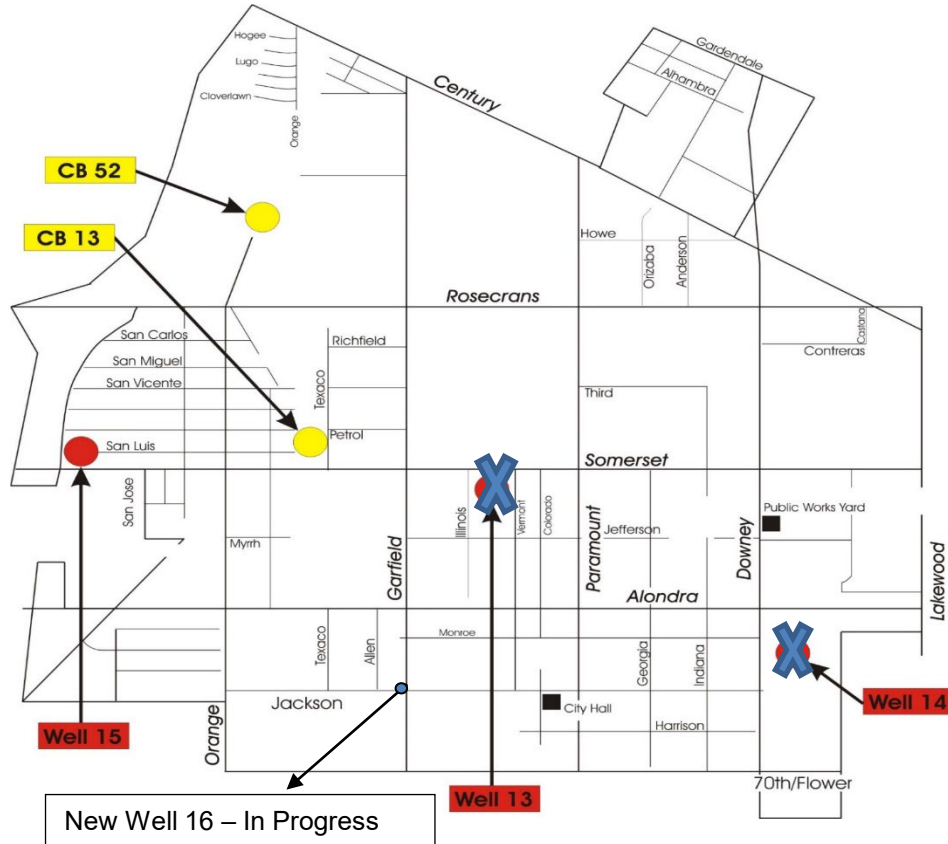 Hogee
Lugo
Cloverlawn
Orange
Century
Gardendale
Alhambra
CB 52
CB 13
Howe
Orizaba
Anderson
Rosecrans
San Carlos
San Miguel
San Vicente
San Luis
Richfield
Texaco
Petrol
Castana
Contreras
Third
Somerset
San Jose
Myrrh
Garfield
Illinois
Vermont
Colorado
Paramount
Jefferson
Downey
Public Works Yard
Alondra
Lakewood
Texaco
Allen
Monroe
Georgia
Indiana
Jackson
City Hall
Harrison
Well 14
Well 15
Orange
Well 13
70th/Flower
New Well 16 – In Progress